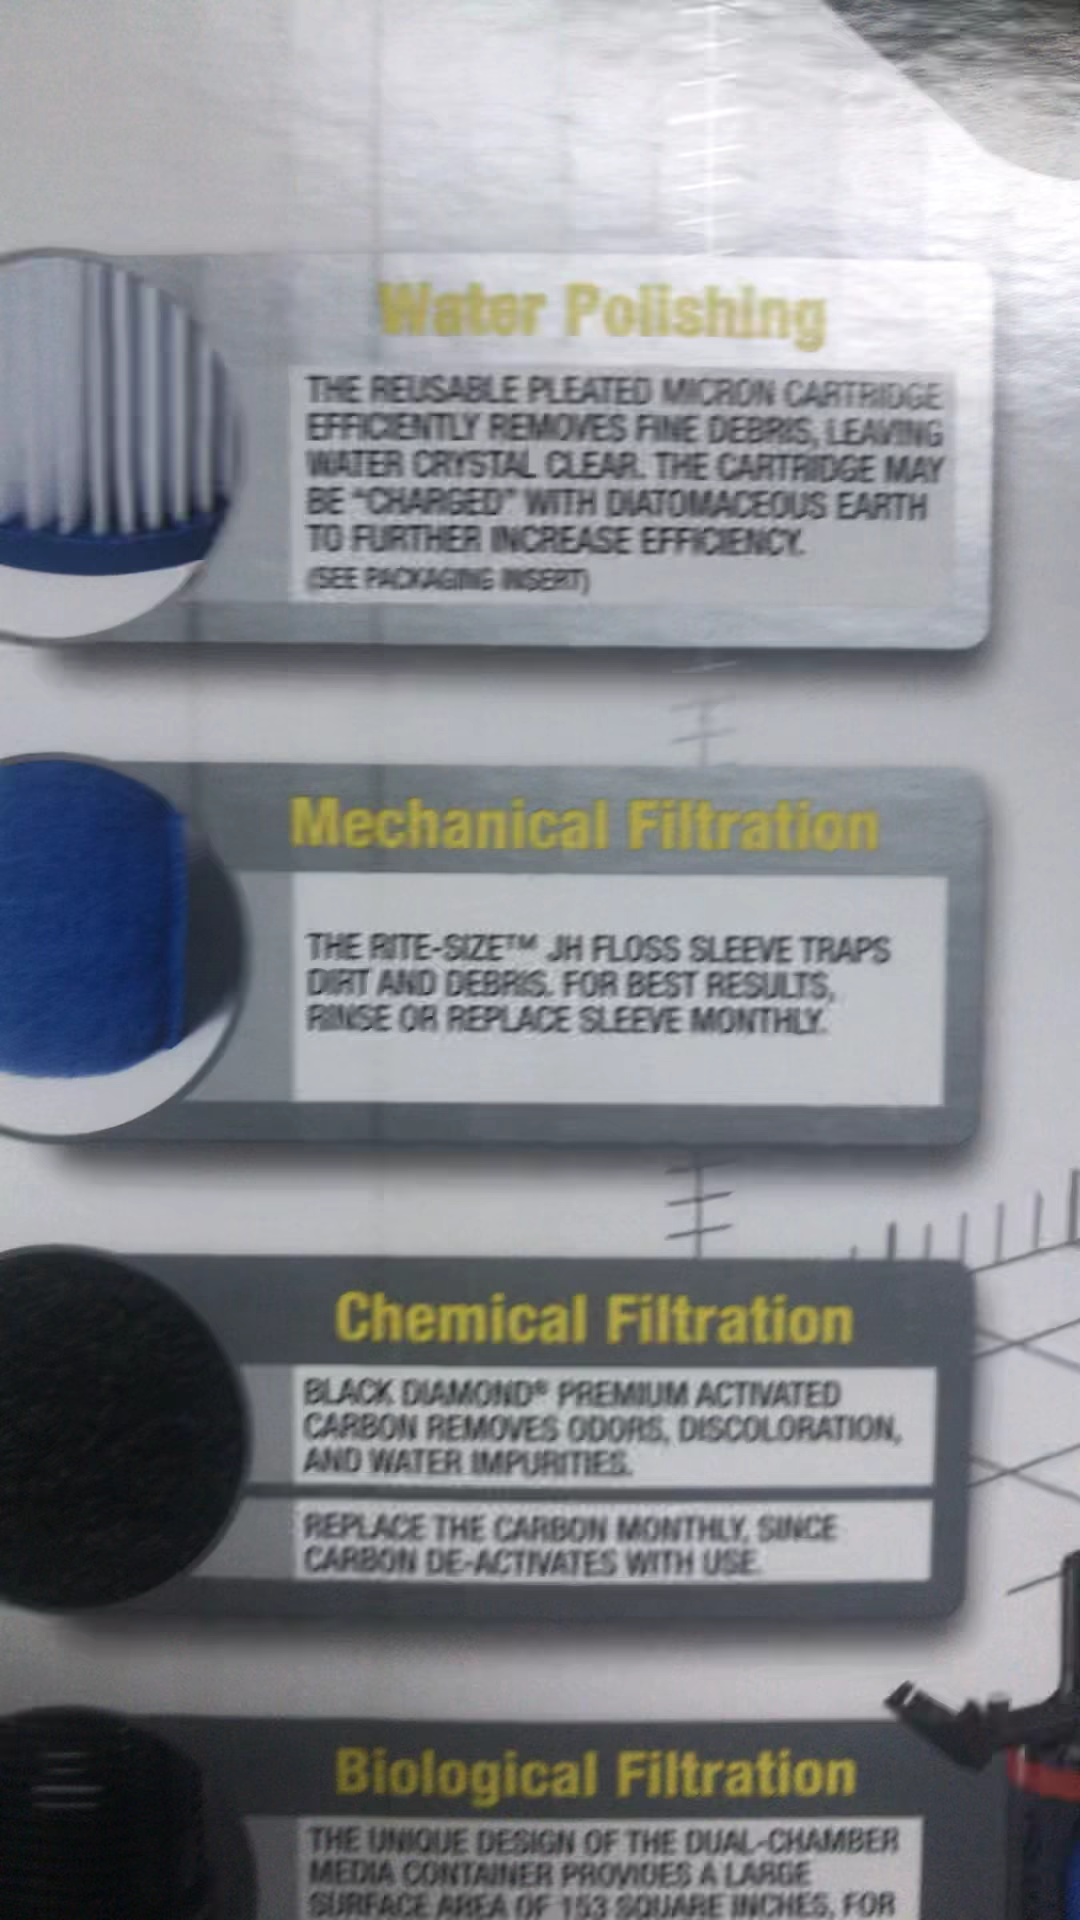 Water Polishing
THE REUSABLE PLEATED MICRON CARTRIDGE
EFFICIENTLY REMOVES FINE DEBRIS, LEAVING
WATER CRYSTAL CLEAR. THE CARTRIDGE MAY
BE "CHARGED" WITH DIATOMACEOUS EARTH
TO FURTHER INCREASE EFFICIENCY.
(SEE PACKAGING INSERT)
Mechanical Filtration
THE RITE-SIZE™ JH FLOSS SLEEVE TRAPS
DIRT AND DEBRIS. FOR BEST RESULTS,
RINSE OR REPLACE SLEEVE MONTHLY.
Chemical Filtration
BLACK DIAMOND® PREMIUM ACTIVATED
CARBON REMOVES ODORS, DISCOLORATION,
AND WATER IMPURITIES.
REPLACE THE CARBON MONTHLY, SINCE
CARBON DE-ACTIVATES WITH USE.
Biological Filtration
THE UNIQUE DESIGN OF THE DUAL-CHAMBER
MEDIA CONTAINER PROVIDES A LARGE
SURFACE AREA OF 153 SQUARE INCHES, FOR